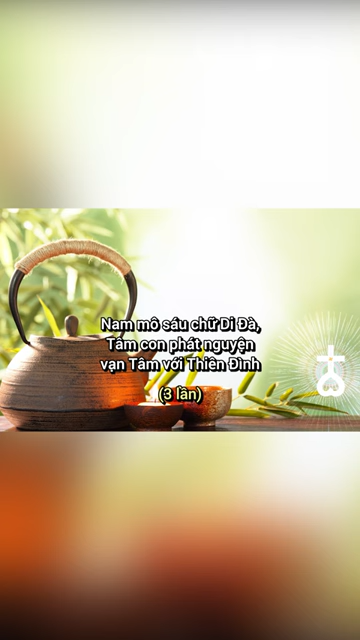 Nam mô sáu chữ Di Đà,
Tâm con phát nguyện
vạn Tâm với Thiên Đình
(3 lần)